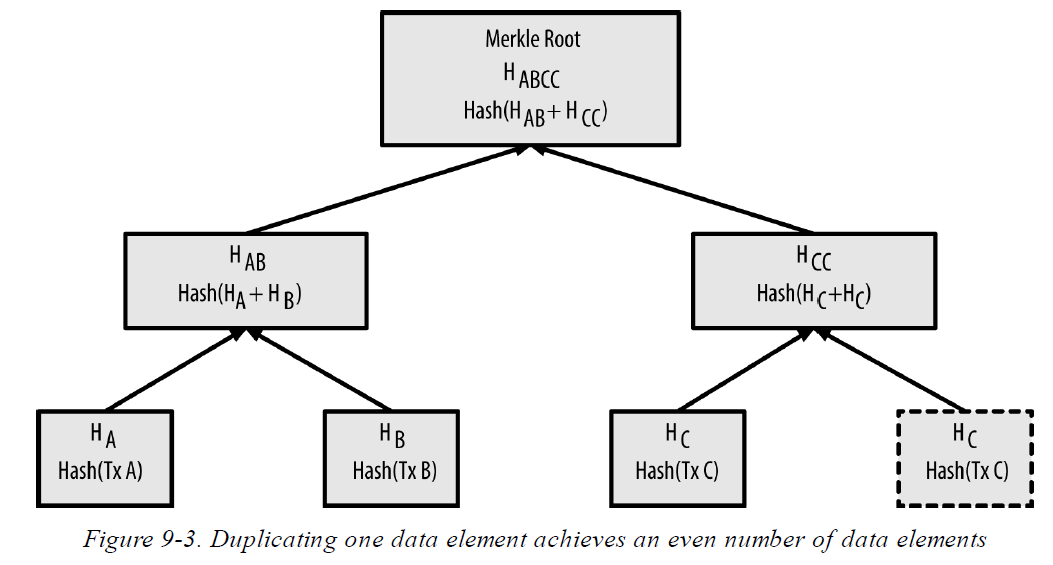 Merkle Root
H ABCC
Hash(H AB + H CC)
H AB
Hash(H A + H B)
H CC
Hash(H C+H C)
H A
Hash(Tx A)
H B
Hash(Tx B)
H C
Hash(Tx C)
H C
Hash(Tx C)
Figure 9-3. Duplicating one data element achieves an even number of data elements